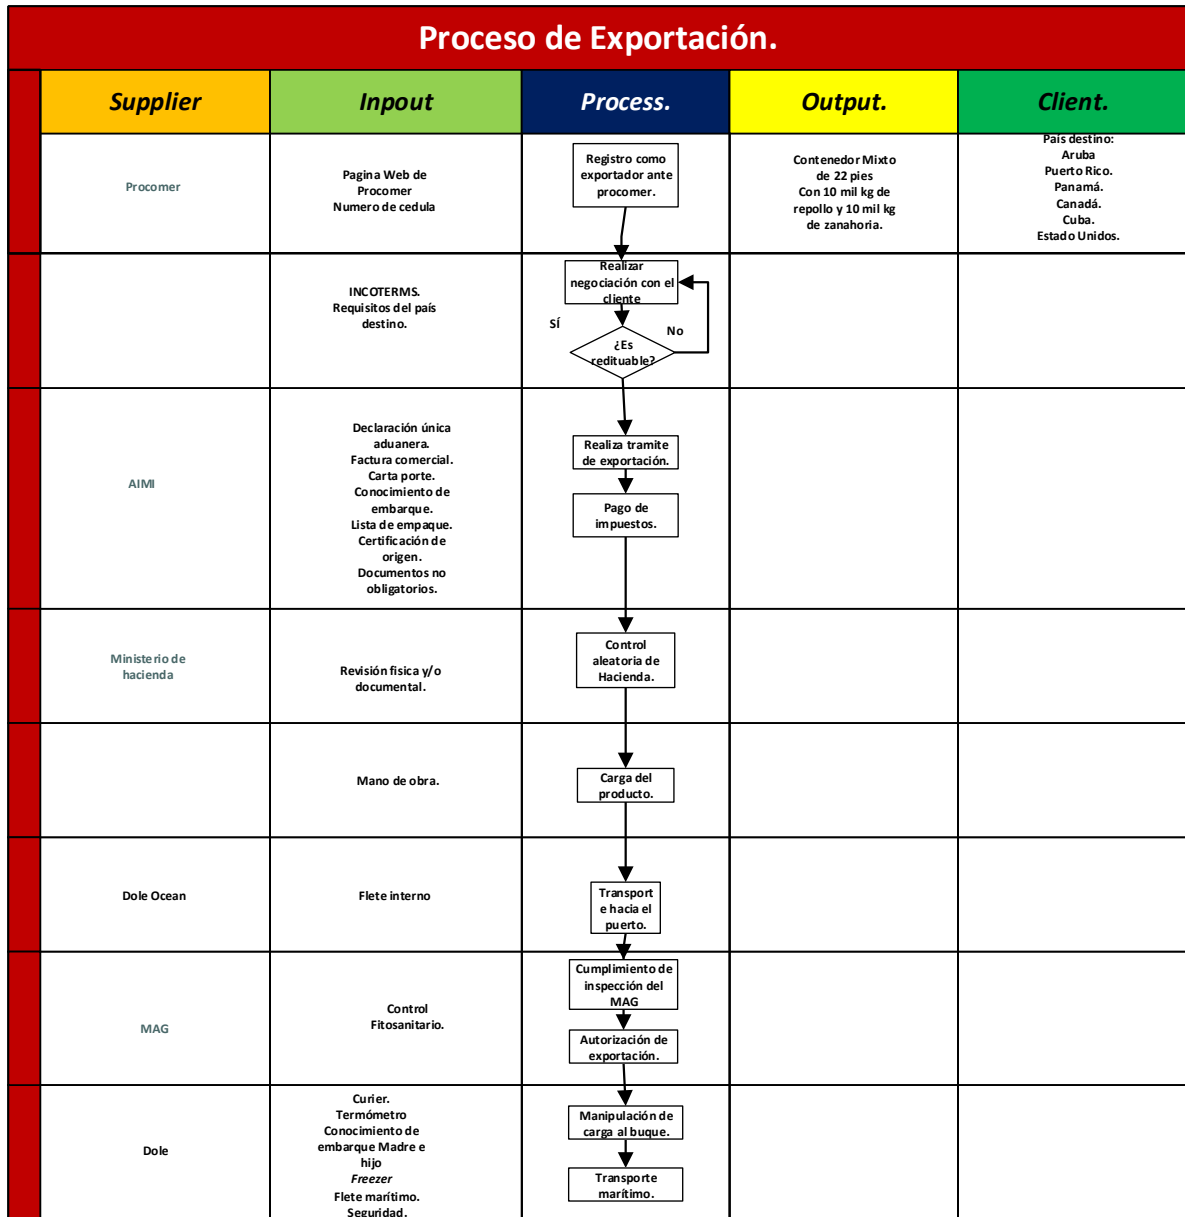 Proceso de Exportación.
Supplier
Inpout
Process.
Output.
Client.
Procomer
Pagina Web de
Procomer
Numero de cedula
Registro como
exportador ante
procomer.
Contenedor Mixto
de 22 pies
Con 10 mil kg de
repollo y 10 mil kg
de zanahoria.
País destino:
Aruba
Puerto Rico.
Panamá.
Canadá.
Cuba.
Estado Unidos.
INCOTERMS.
Requisitos del país
destino.
Realizar
negociación con el
cliente
Sí
No
¿Es
redituable?
AIMI
Declaración única
aduanera.
Factura comercial.
Carta porte.
Conocimiento de
embarque.
Lista de empaque.
Certificación de
origen.
Documentos no
obligatorios.
Realiza tramite
de exportación.
Pago de
impuestos.
Ministerio de
hacienda
Revisión fisica y/o
documental.
Control
aleatoria de
Hacienda.
Mano de obra.
Carga del
producto.
Dole Ocean
Flete interno
Transport
e hacia el
puerto.
MAG
Control
Fitosanitario.
Cumplimiento de
inspección del
MAG
Autorización de
exportación.
Dole
Curier.
Termómetro
Conocimiento de
embarque Madre e
hijo
Freezer
Flete marítimo.
Seguridad.
Manipulación de
carga al buque.
Transporte
marítimo.